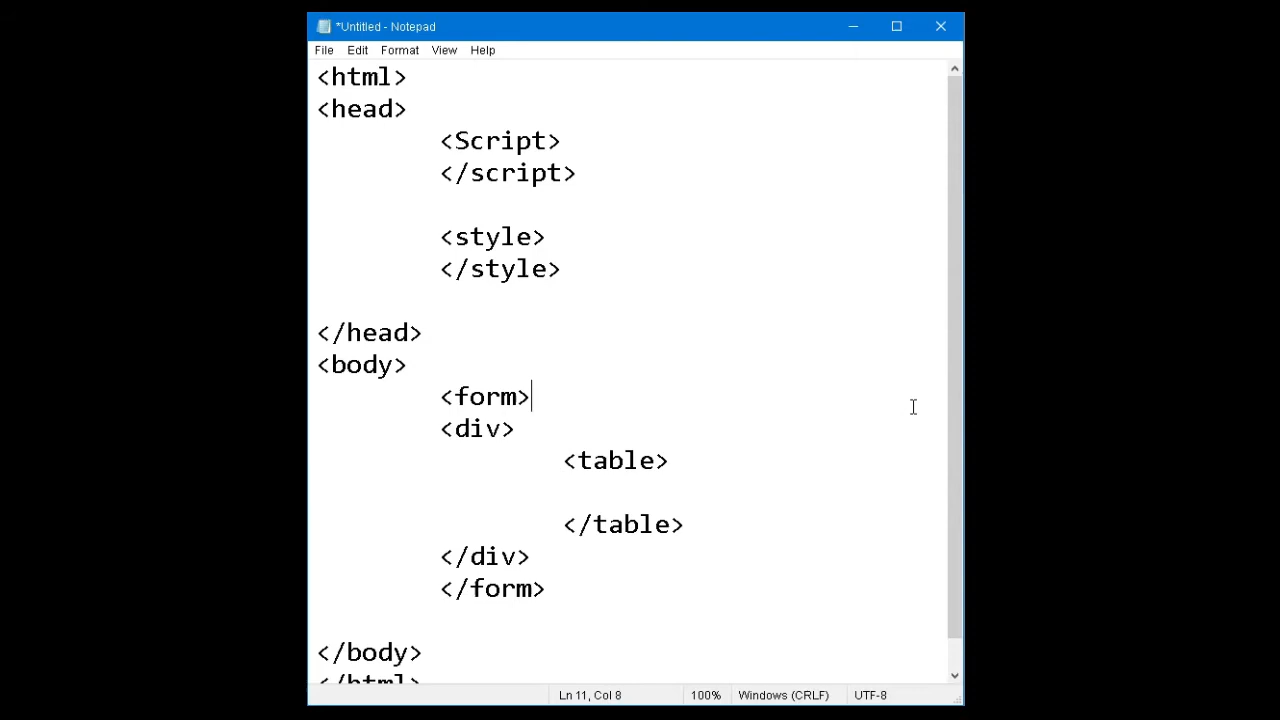 *Untitled - Notepad
File Edit Format View Help
<html>
<head>
<Script>
</script>
<style>
</style>
</head>
<body>
<form>
<div>
<table>
</table>
</div>
</form>
</body>
</html>
Ln 11, Col 8 100% Windows (CRLF) UTF-8